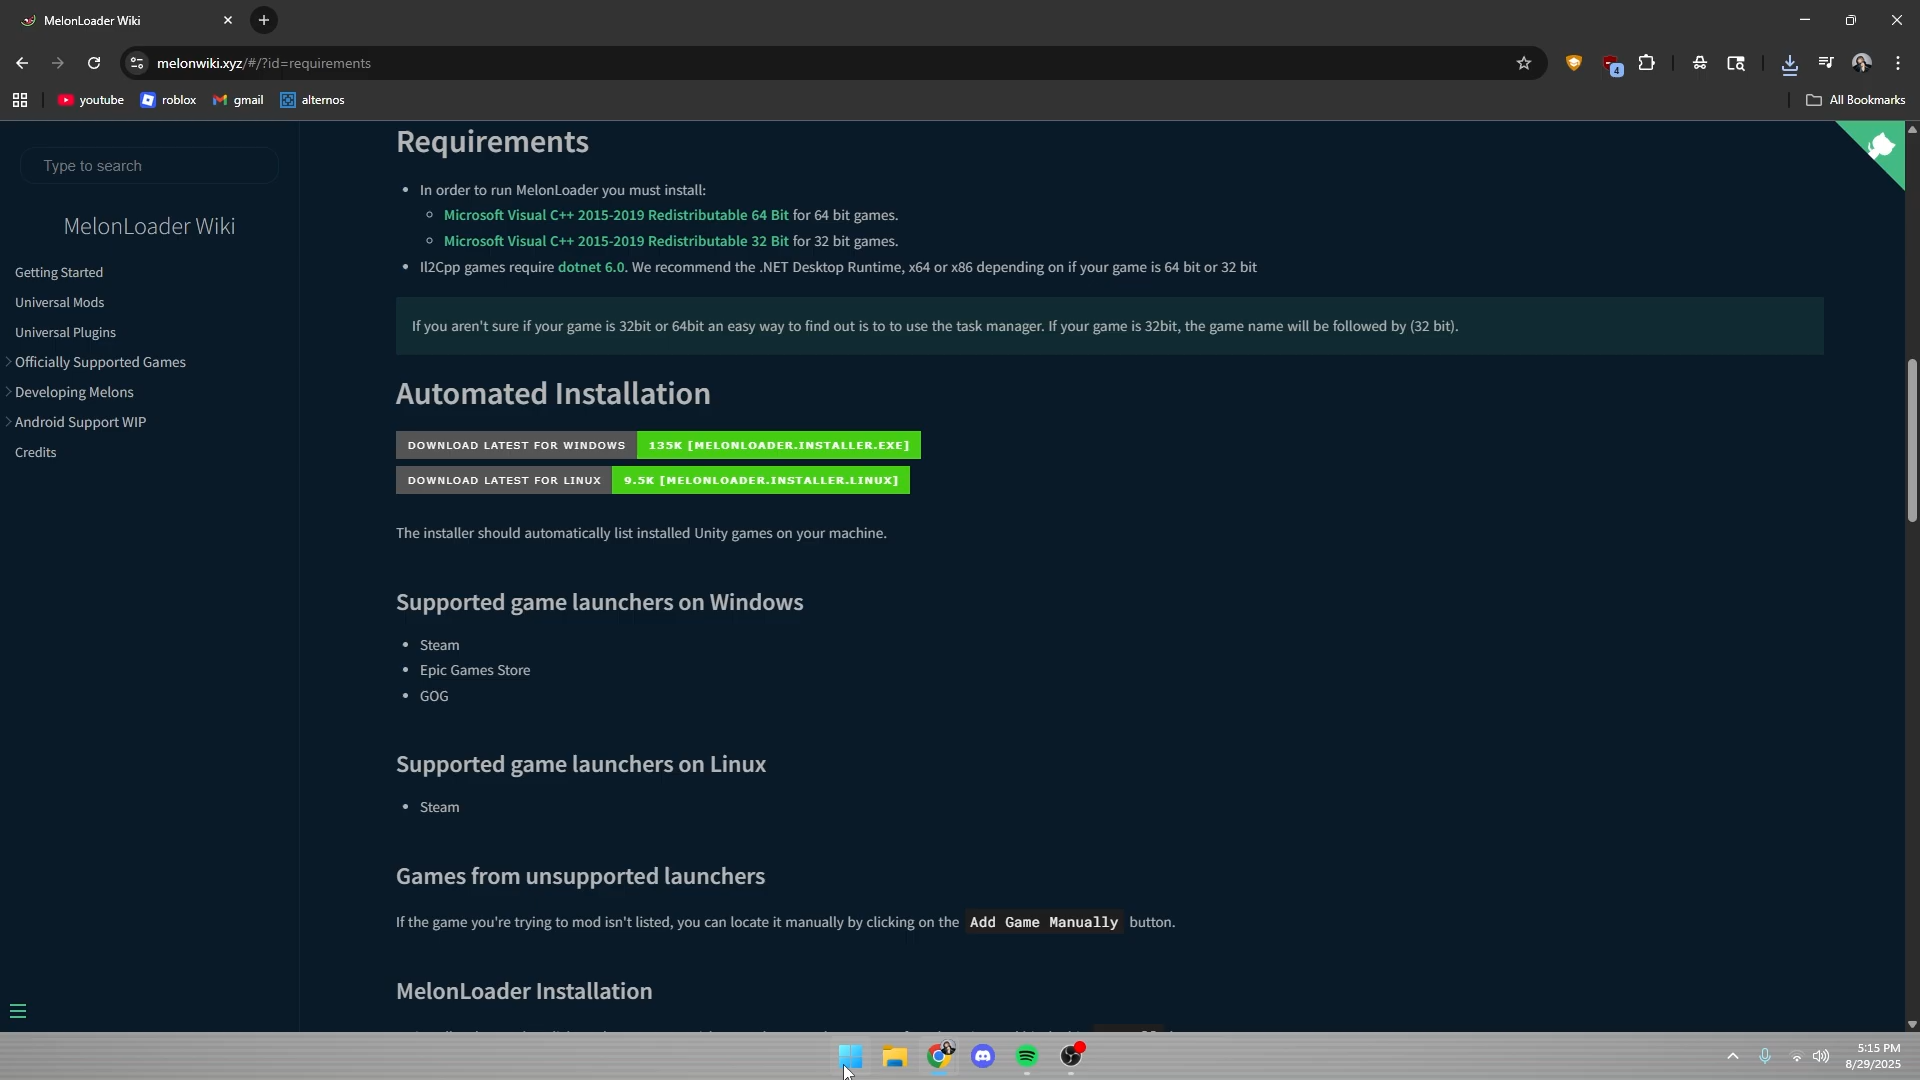 MelonLoader Wiki
melonwiki.xyz/#/?id=requirements
4
youtube
roblox
gmail
alternos
All Bookmarks
Type to search
MelonLoader Wiki
Getting Started
Universal Mods
Universal Plugins
Officially Supported Games
Developing Melons
Android Support WIP
Credits
Requirements
In order to run MelonLoader you must install:
Microsoft Visual C++ 2015-2019 Redistributable 64 Bit for 64 bit games.
Microsoft Visual C++ 2015-2019 Redistributable 32 Bit for 32 bit games.
Il2Cpp games require dotnet 6.0. We recommend the .NET Desktop Runtime, x64 or x86 depending on if your game is 64 bit or 32 bit
If you aren't sure if your game is 32bit or 64bit an easy way to find out is to to use the task manager. If your game is 32bit, the game name will be followed by (32 bit).
Automated Installation
DOWNLOAD LATEST FOR WINDOWS 135K [MELONLOADER.INSTALLER.EXE]
DOWNLOAD LATEST FOR LINUX 9.5K [MELONLOADER.INSTALLER.LINUX]
The installer should automatically list installed Unity games on your machine.
Supported game launchers on Windows
Steam
Epic Games Store
GOG
Supported game launchers on Linux
Steam
Games from unsupported launchers
If the game you're trying to mod isn't listed, you can locate it manually by clicking on the Add Game Manually button.
MelonLoader Installation
5:15 PM
8/29/2025